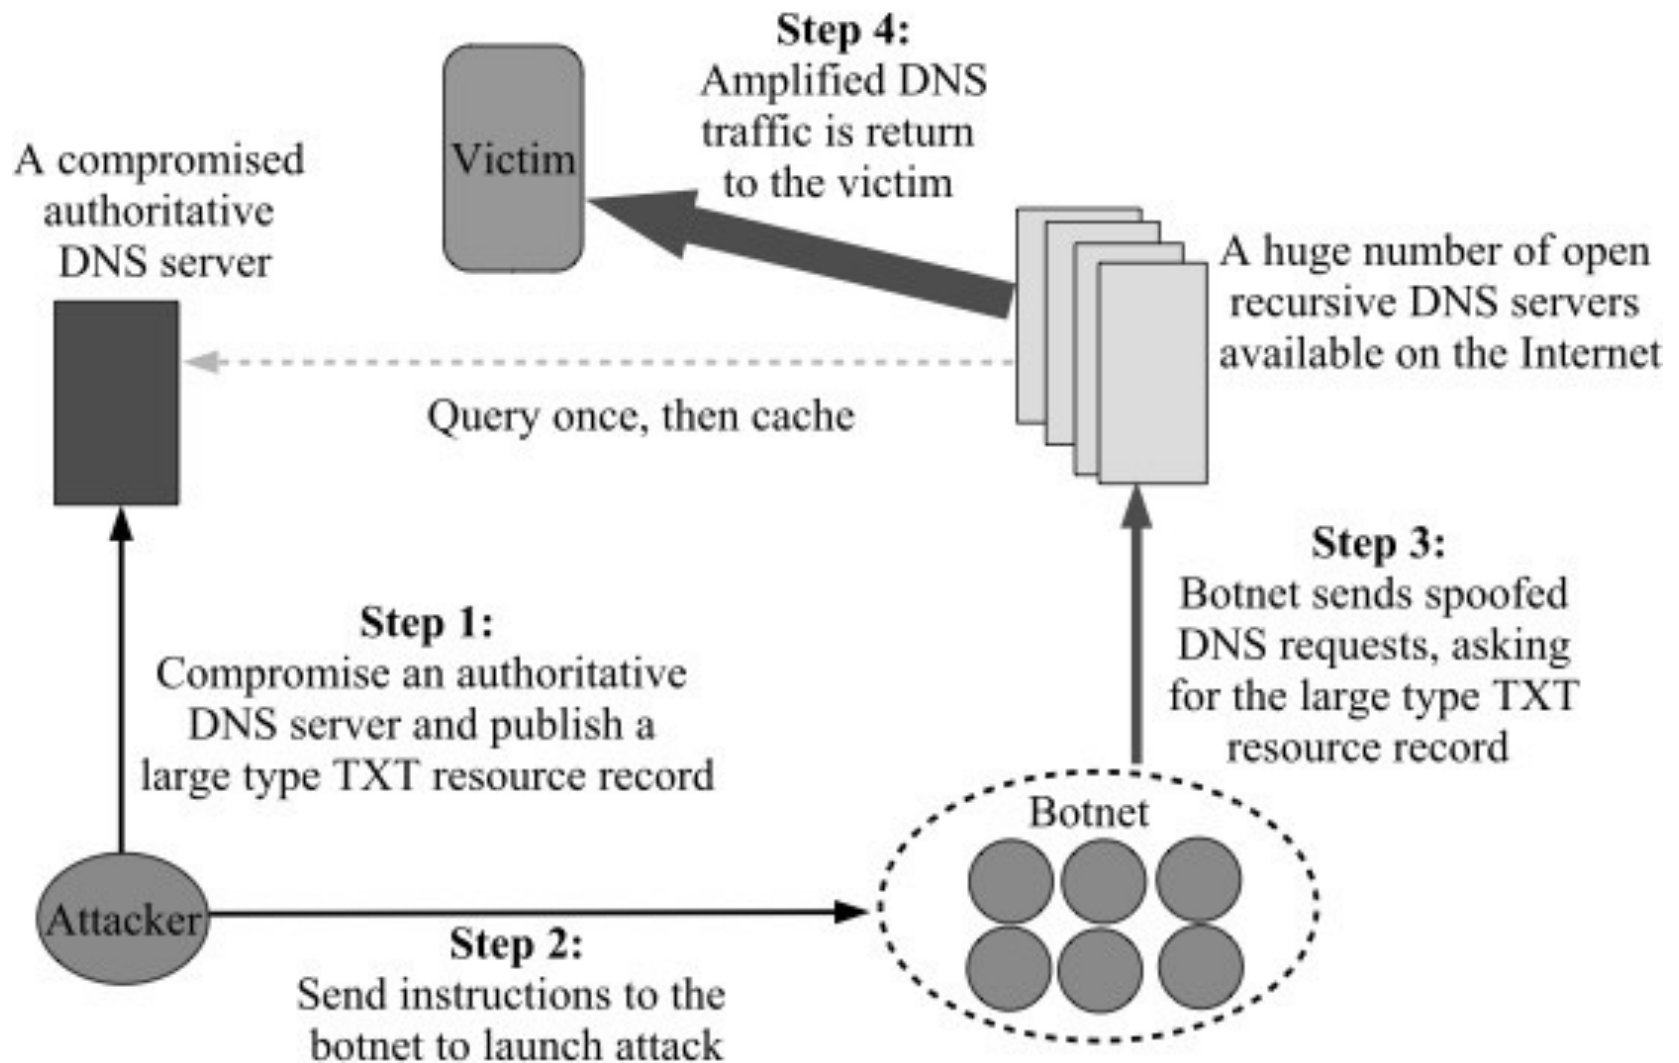 Step 4:
Amplified DNS
traffic is return
to the victim
Victim
A compromised
authoritative
DNS server
A huge number of open
recursive DNS servers
available on the Internet
Query once, then cache
Step 3:
Botnet sends spoofed
DNS requests, asking
for the large type TXT
resource record
Step 1:
Compromise an authoritative
DNS server and publish a
large type TXT resource record
Botnet
Attacker
Step 2:
Send instructions to the
botnet to launch attack